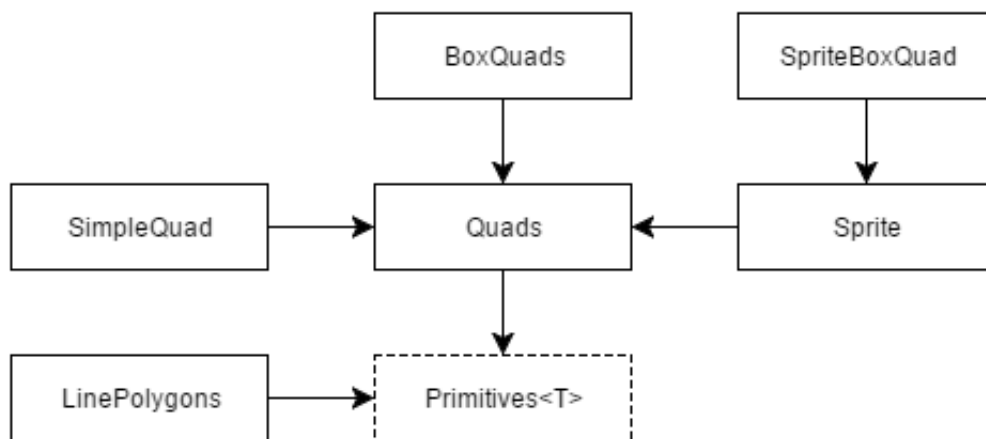 BoxQuads
SpriteBoxQuad
SimpleQuad
Quads
Sprite
LinePolygons
Primitives<T>